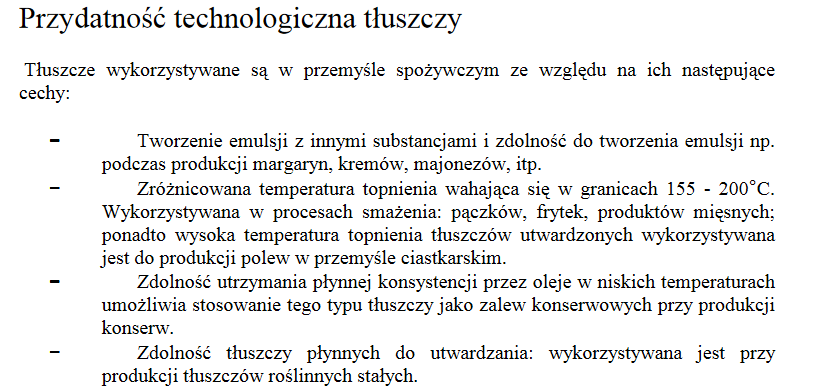 Przydatność technologiczna tłuszczy
Tłuszcze wykorzystywane są w przemyśle spożywczym ze względu na ich następujące
cechy:
– Tworzenie emulsji z innymi substancjami i zdolność do tworzenia emulsji np.
podczas produkcji margaryn, kremów, majonezów, itp.
– Zróżnicowana temperatura topnienia wahająca się w granicach 155 - 200°C.
Wykorzystywana w procesach smażenia: pączków, frytek, produktów mięsnych;
ponadto wysoka temperatura topnienia tłuszczów utwardzonych wykorzystywana
jest do produkcji polew w przemyśle ciastkarskim.
– Zdolność utrzymania płynnej konsystencji przez oleje w niskich temperaturach
umożliwia stosowanie tego typu tłuszczy jako zalew konserwowych przy produkcji
konserw.
– Zdolność tłuszczy płynnych do utwardzania: wykorzystywana jest przy
produkcji tłuszczów roślinnych stałych.